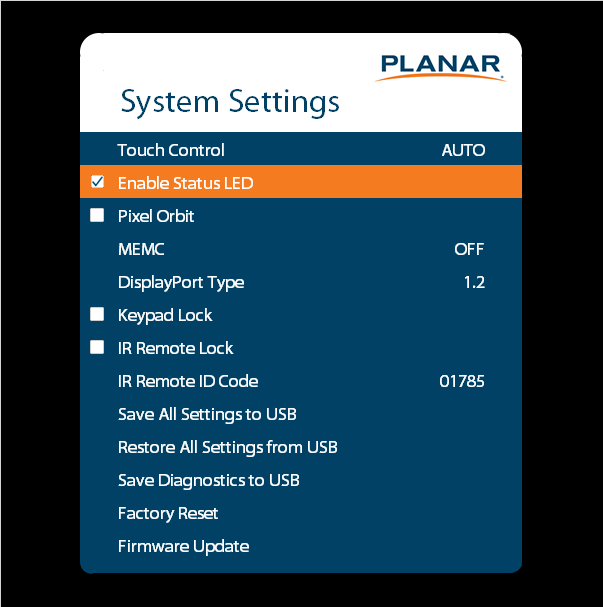 PLANAR
System Settings
Touch Control AUTO
Enable Status LED
Pixel Orbit
MEMC OFF
DisplayPort Type 1.2
Keypad Lock
IR Remote Lock
IR Remote ID Code 01785
Save All Settings to USB
Restore All Settings from USB
Save Diagnostics to USB
Factory Reset
Firmware Update